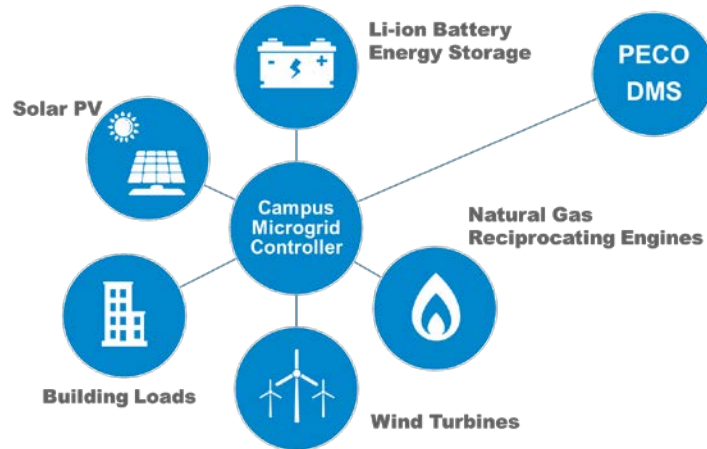 Li-ion Battery
Energy Storage
PECO
DMS
Solar PV
Campus
Microgrid
Controller
Natural Gas
Reciprocating Engines
Building Loads
Wind Turbines